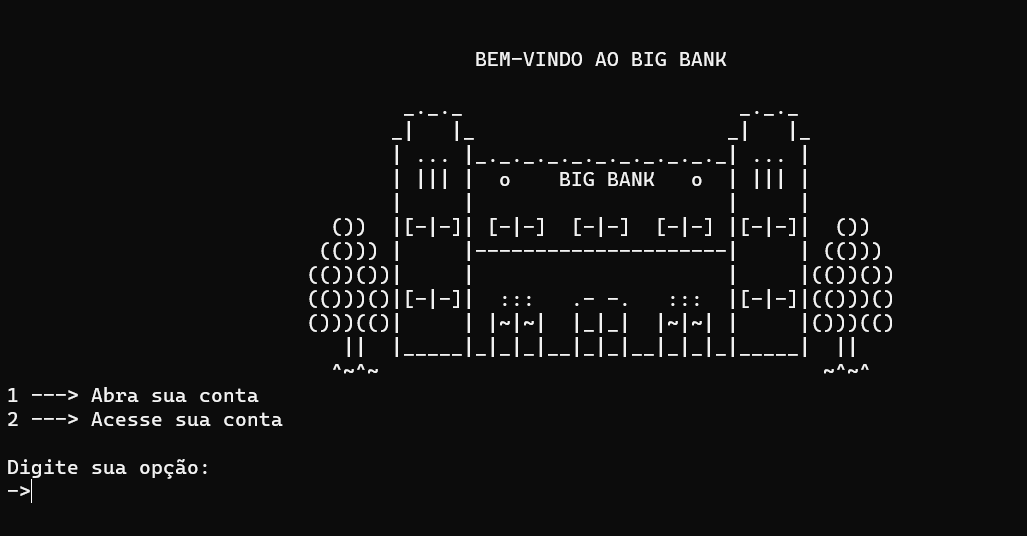 BEM-VINDO AO BIG BANK
BIG BANK
1 ---> Abra sua conta
2 ---> Acesse sua conta
Digite sua opção:
->